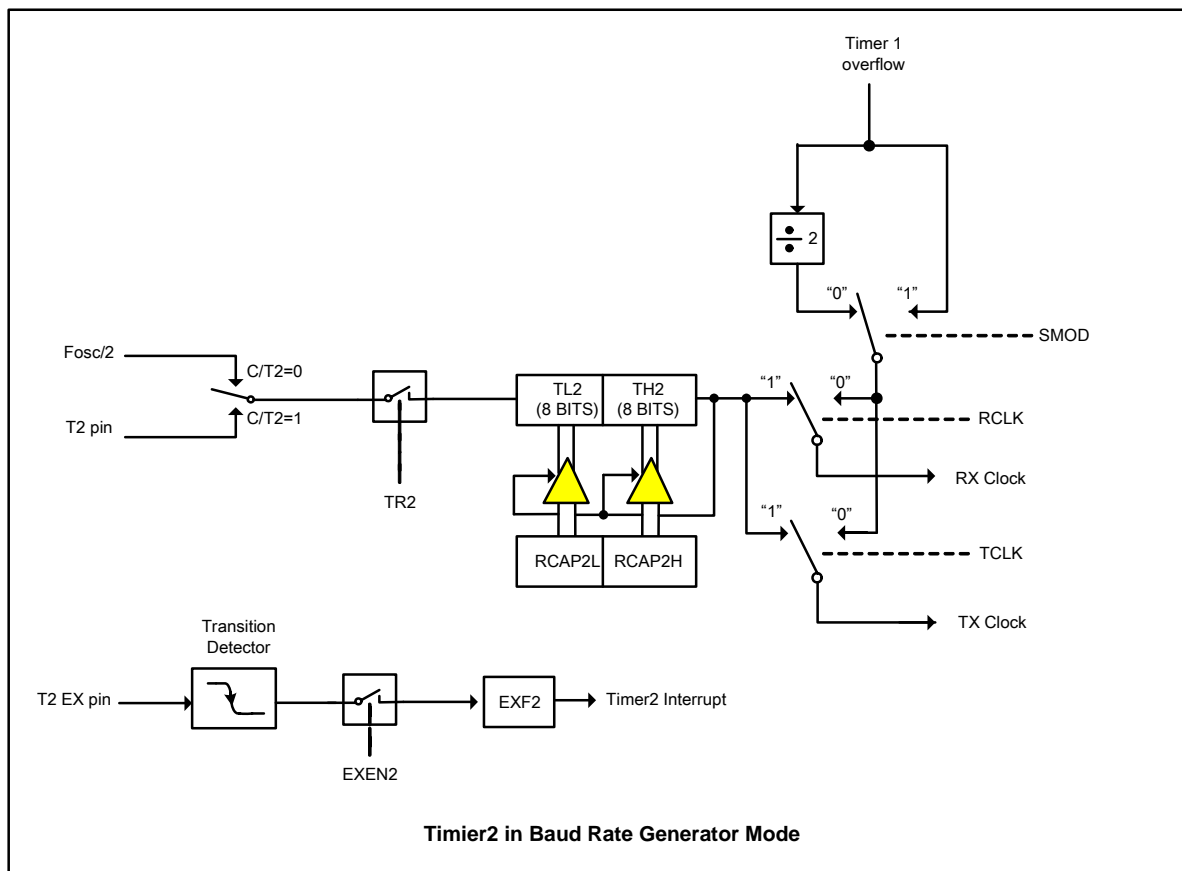 Timer 1
overflow
÷ 2
“0”
“1”
SMOD
Fosc/2
C/T2=0
C/T2=1
T2 pin
TR2
TL2
(8 BITS)
TH2
(8 BITS)
“1”
“0”
RCLK
RX Clock
RCAP2L
RCAP2H
“1”
“0”
TCLK
TX Clock
Transition
Detector
T2 EX pin
EXEN2
EXF2
Timer2 Interrupt
Timier2 in Baud Rate Generator Mode